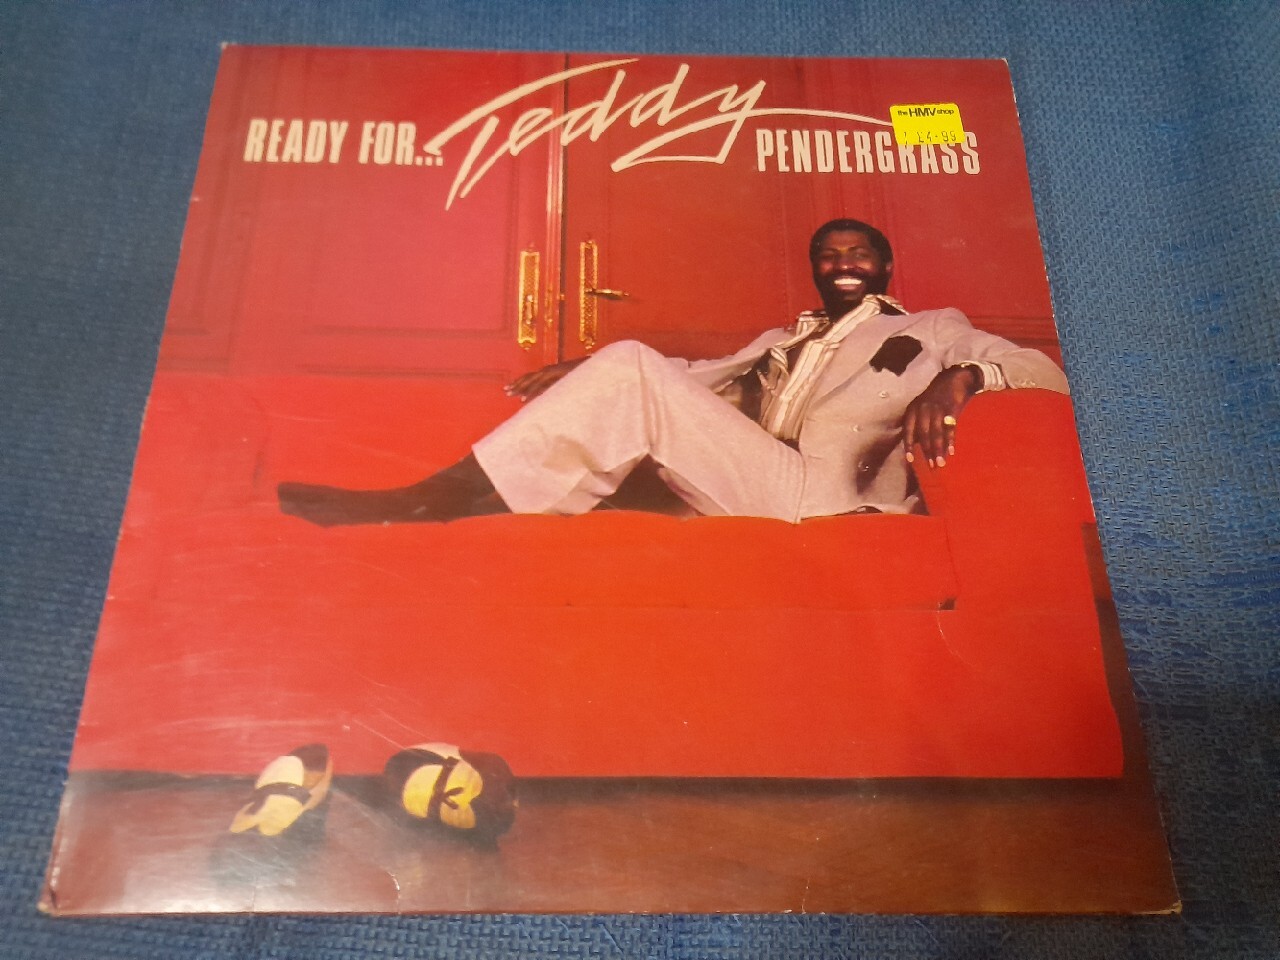 READY FOR... Teddy PENDERGRASS
the HMV shop
£4.99